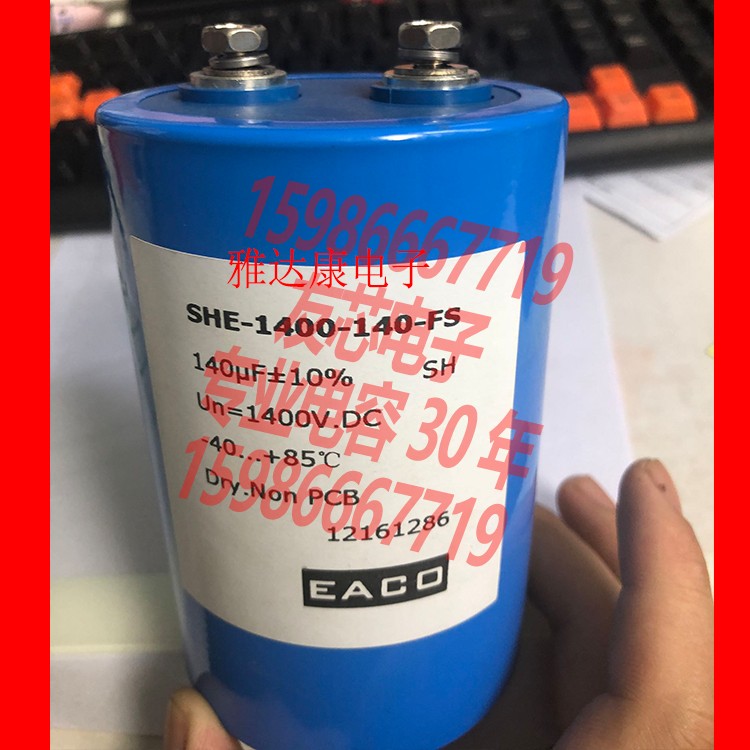 15986667719
雅达康电子
SHE-1400-140-FS
友芯电子
140µF±10% SH
专业电容 30 年
Un=1400V.DC
-40...+85℃
15986667719
Dry.Non PCB
12161286
EACO